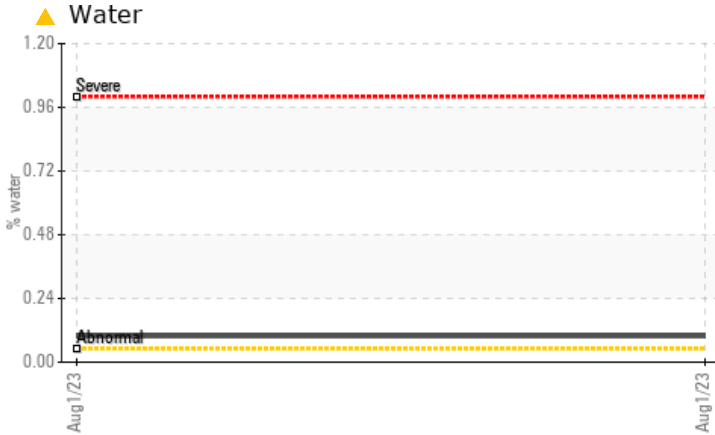 Water
1.20
Severe
0.96
0.72
% water
0.48
0.24
Abnormal
0.00
Aug1/23
Aug1/23